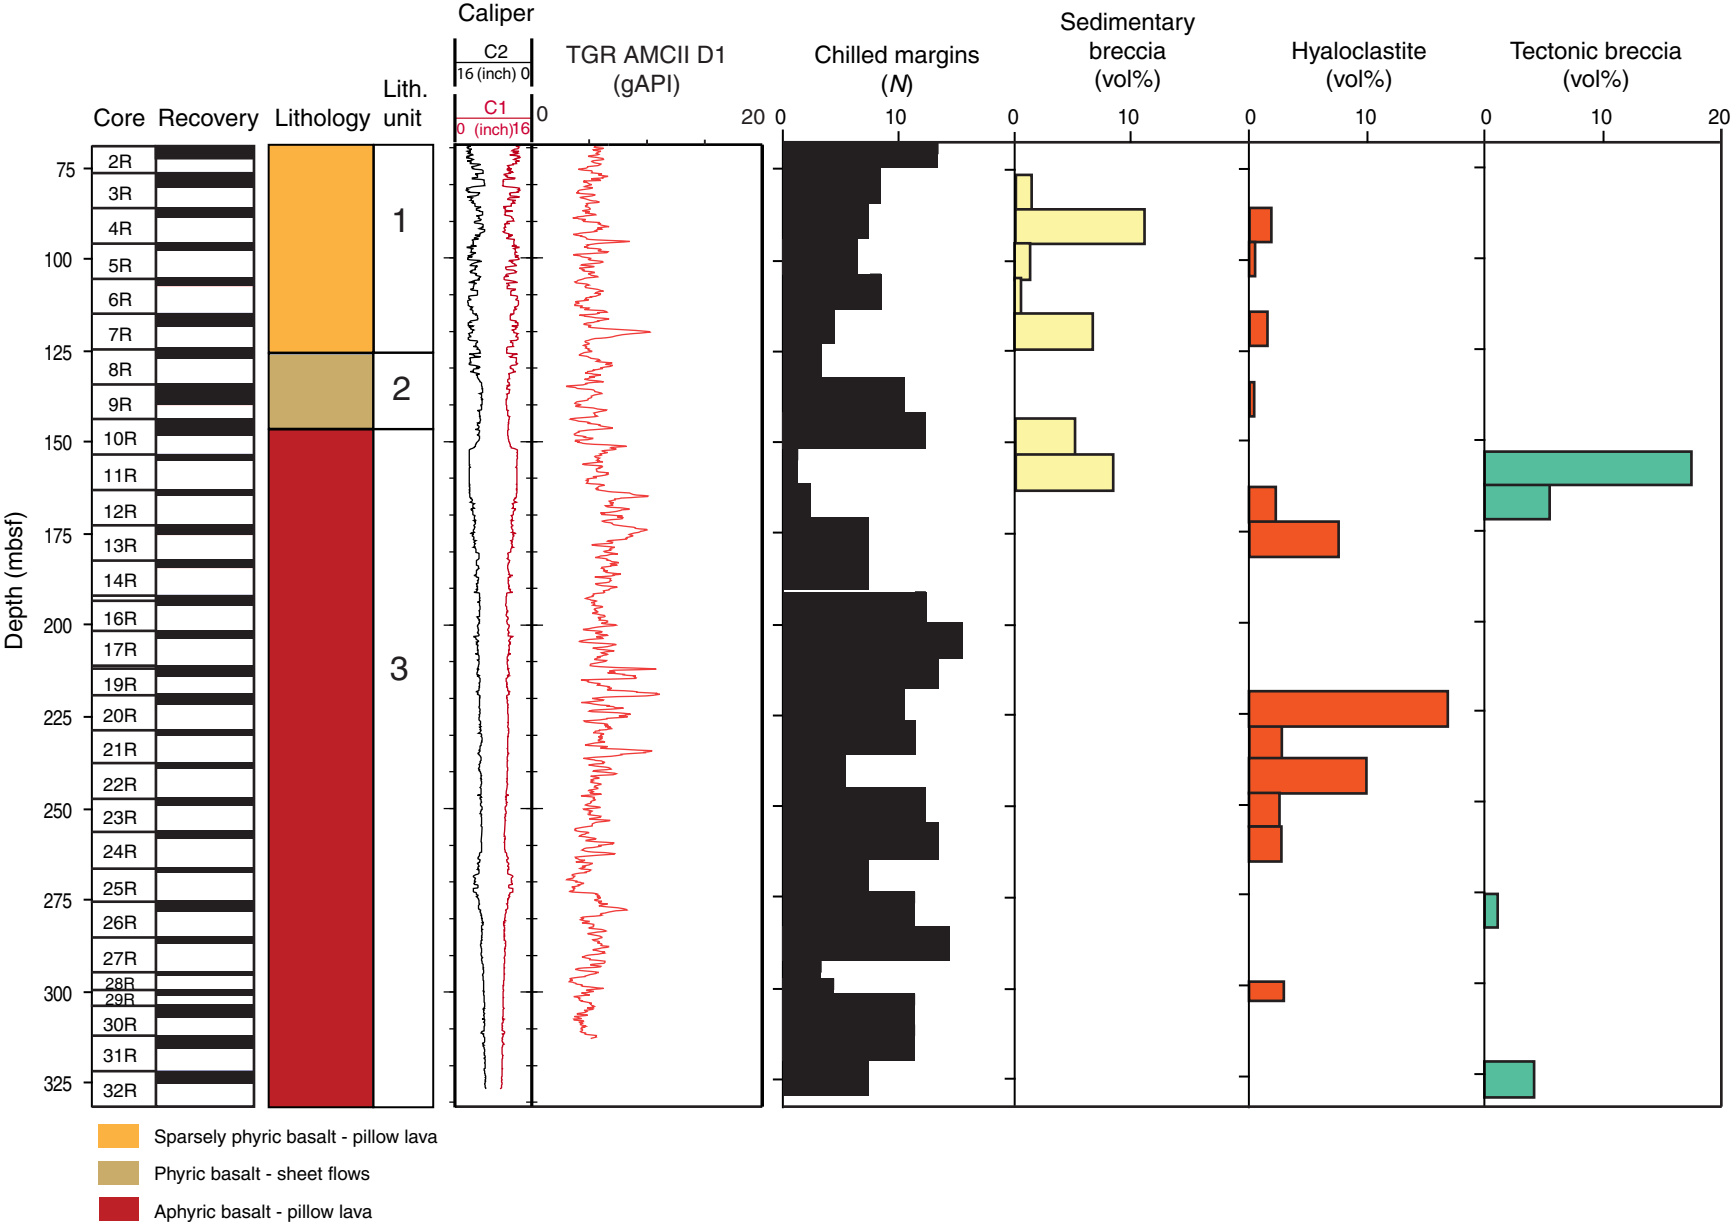 Caliper
C2
16 (inch) 0
C1
0 (inch)16
TGR AMCII D1
(gAPI)
0 20
Chilled margins
(N)
0 10
Sedimentary
breccia
(vol%)
0 10
Hyaloclastite
(vol%)
0 10
Tectonic breccia
(vol%)
0 10 20
Core Recovery Lithology Lith.
unit
Depth (mbsf)
75
100
125
150
175
200
225
250
275
300
325
2R
3R
4R
5R
6R
7R
8R
9R
10R
11R
12R
13R
14R
16R
17R
19R
20R
21R
22R
23R
24R
25R
26R
27R
28R
29R
30R
31R
32R
1
2
3
Sparsely phyric basalt - pillow lava
Phyric basalt - sheet flows
Aphyric basalt - pillow lava